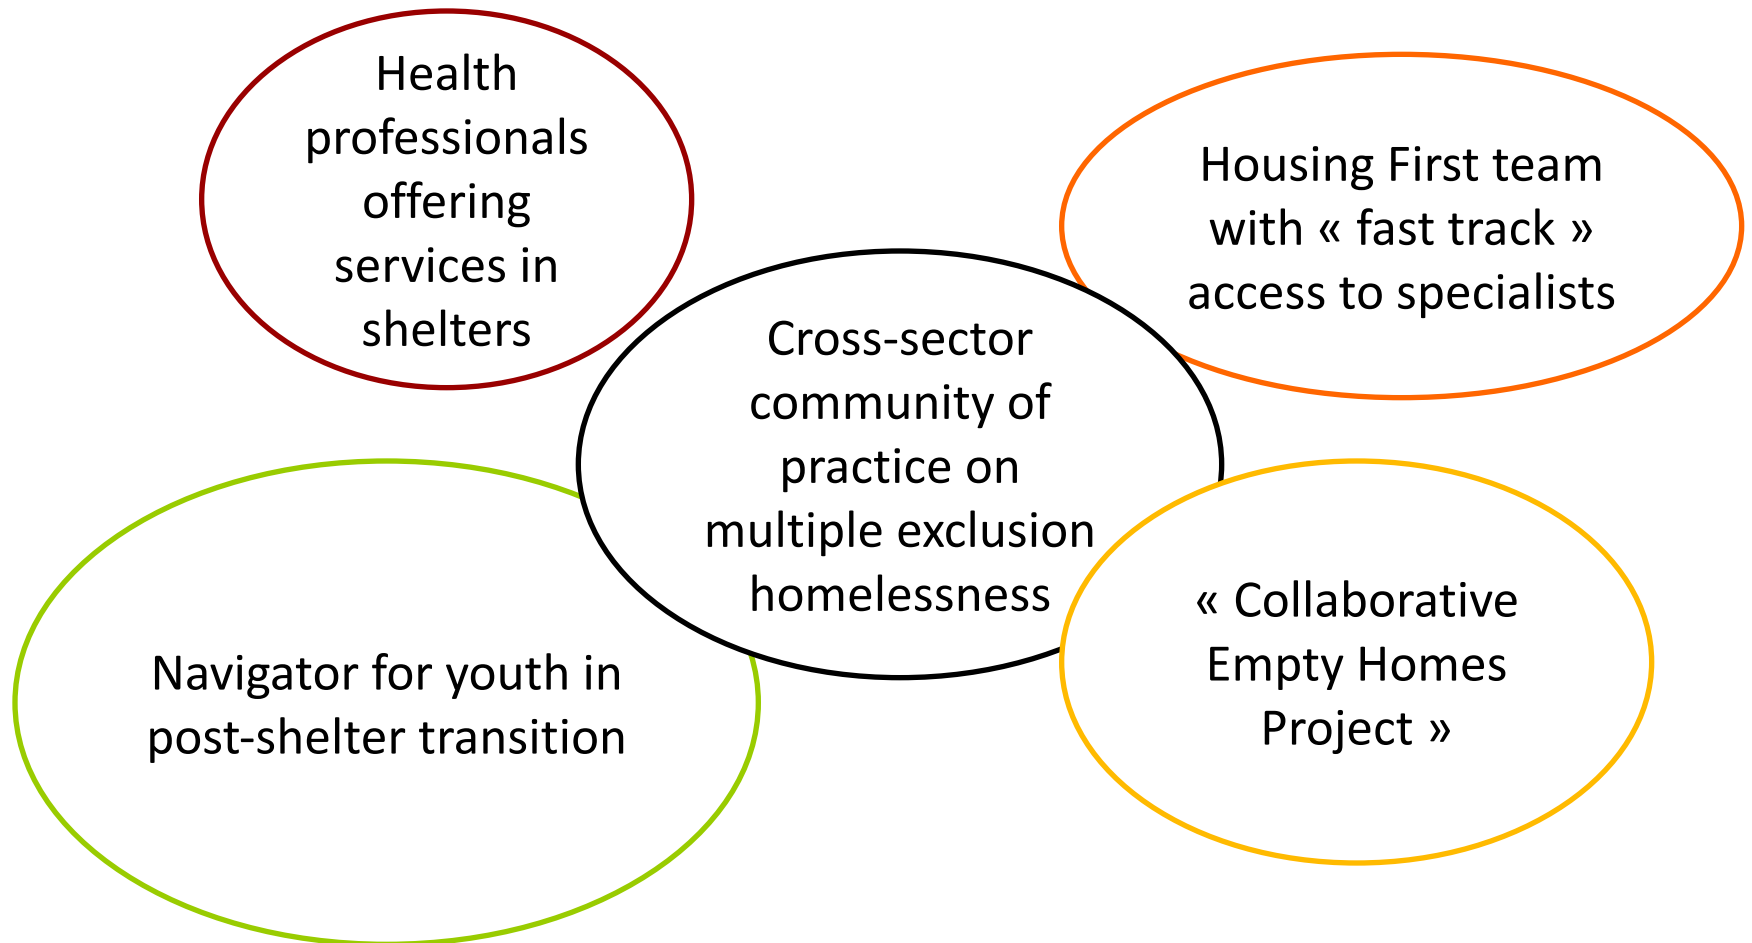 Health
professionals
offering
services in
shelters
Housing First team
with « fast track »
access to specialists
Cross-sector
community of
practice on
multiple exclusion
homelessness
Navigator for youth in
post-shelter transition
« Collaborative
Empty Homes
Project »